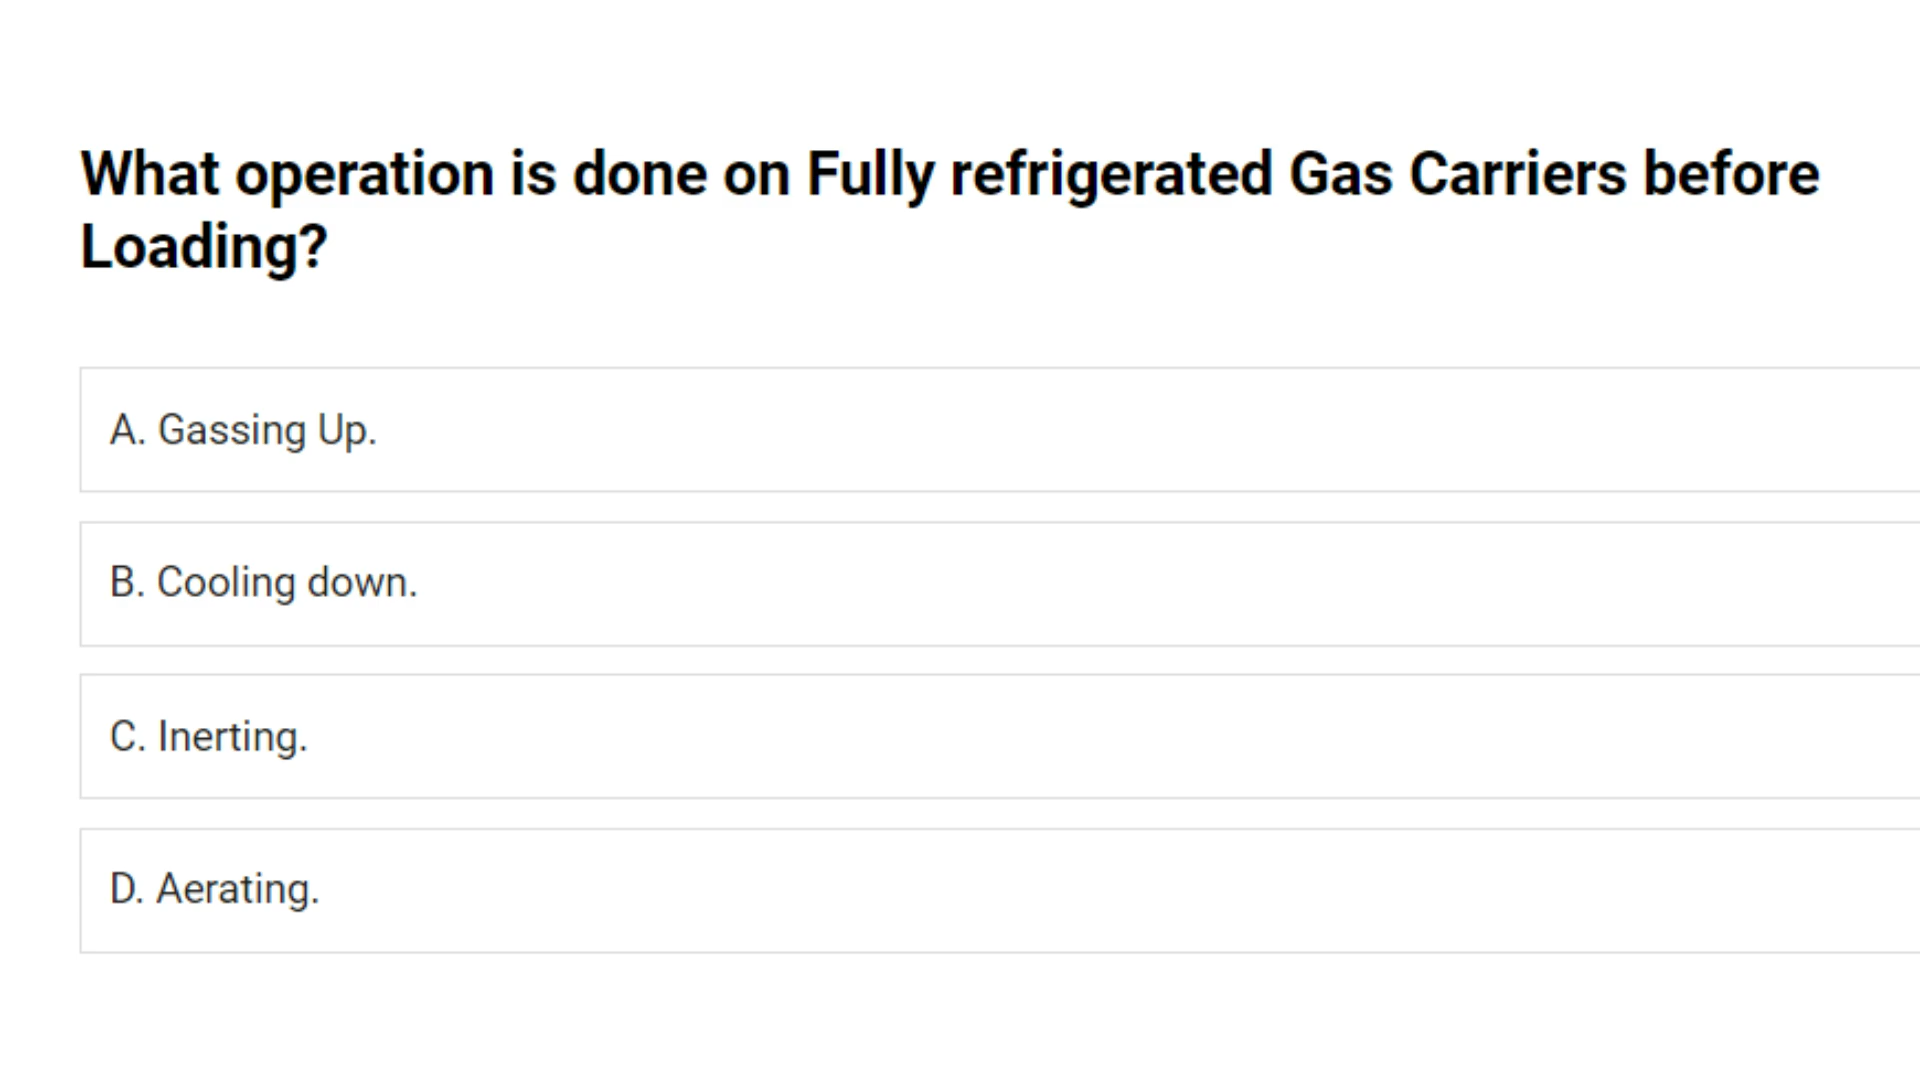 What operation is done on Fully refrigerated Gas Carriers before
Loading?
A. Gassing Up.
B. Cooling down.
C. Inerting.
D. Aerating.